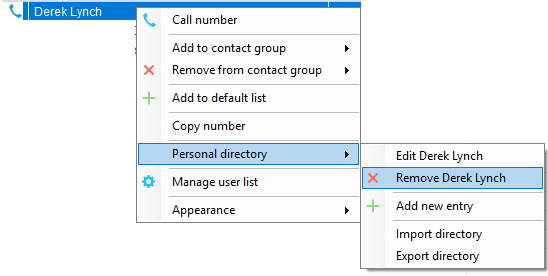 Derek Lynch
Call number
Add to contact group
Remove from contact group
Add to default list
Copy number
Personal directory
Manage user list
Appearance
Edit Derek Lynch
Remove Derek Lynch
Add new entry
Import directory
Export directory